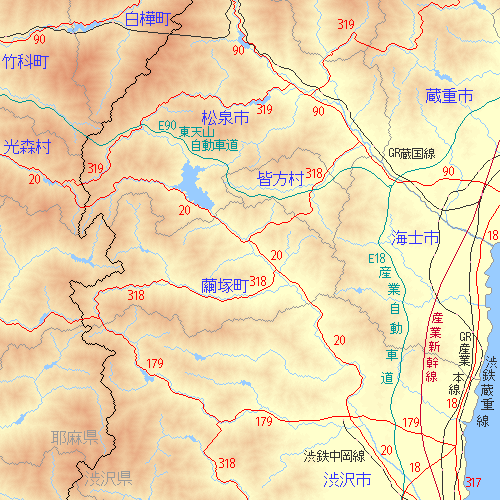 白樺町
90
319
90
竹科町
蔵重市
319
松泉市
90
E90
東天山
自動車道
光森村
GR蔵国線
319
皆方村
318
90
20
20
18
海士市
20
E18
産業自動車道
繭塚町
318
318
産業新幹線
GR産業本線
渋鉄蔵重線
20
179
18
179
179
耶麻県
渋沢県
318
渋鉄中岡線
20
渋沢市
18
317